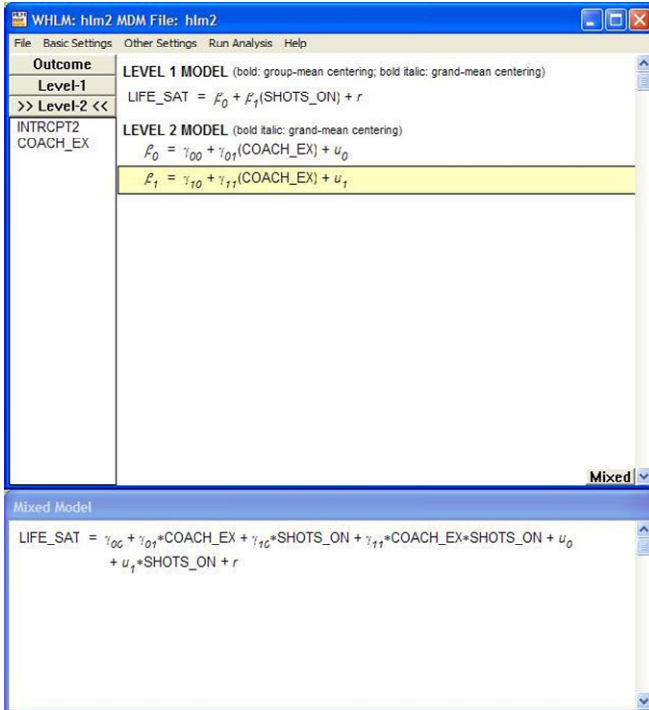 WHLM: hlm2 MDM File: hlm2
File Basic Settings Other Settings Run Analysis Help
Outcome
Level-1
>> Level-2 <<
INTRCPT2
COACH_EX
LEVEL 1 MODEL (bold: group-mean centering; bold italic: grand-mean centering)
LIFE_SAT = β₀ + β₁(SHOTS_ON) + r
LEVEL 2 MODEL (bold italic: grand-mean centering)
β₀ = γ₀₀ + γ₀₁(COACH_EX) + u₀
β₁ = γ₁₀ + γ₁₁(COACH_EX) + u₁
Mixed
Mixed Model
LIFE_SAT = γ₀₀ + γ₀₁*COACH_EX + γ₁₀*SHOTS_ON + γ₁₁*COACH_EX*SHOTS_ON + u₀
+ u₁*SHOTS_ON + r